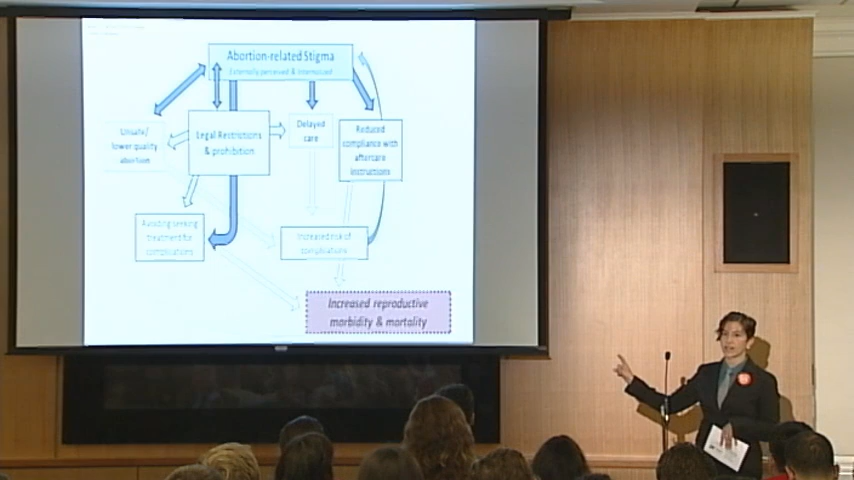 Abortion-related Stigma
Externally perceived & internalized
Unsafe/
lower quality
abortion
Legal Restrictions
& prohibition
Delayed
care
Reduced
compliance with
aftercare
instructions
Avoiding seeking
treatment for
complications
Increased risk of
complications
Increased reproductive
morbidity & mortality